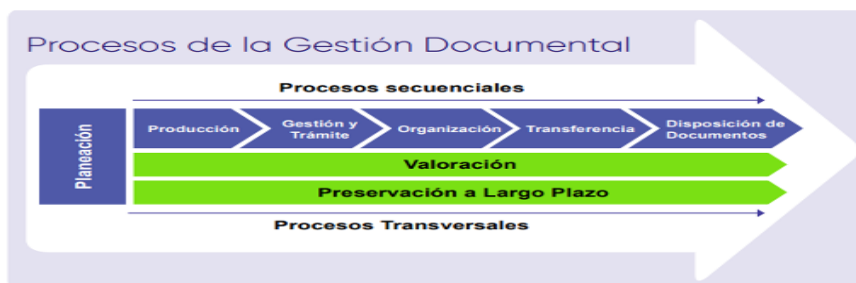 Procesos de la Gestión Documental
Procesos secuenciales
Planeación
Producción
Gestión y
Trámite
Organización
Transferencia
Disposición de
Documentos
Valoración
Preservación a Largo Plazo
Procesos Transversales